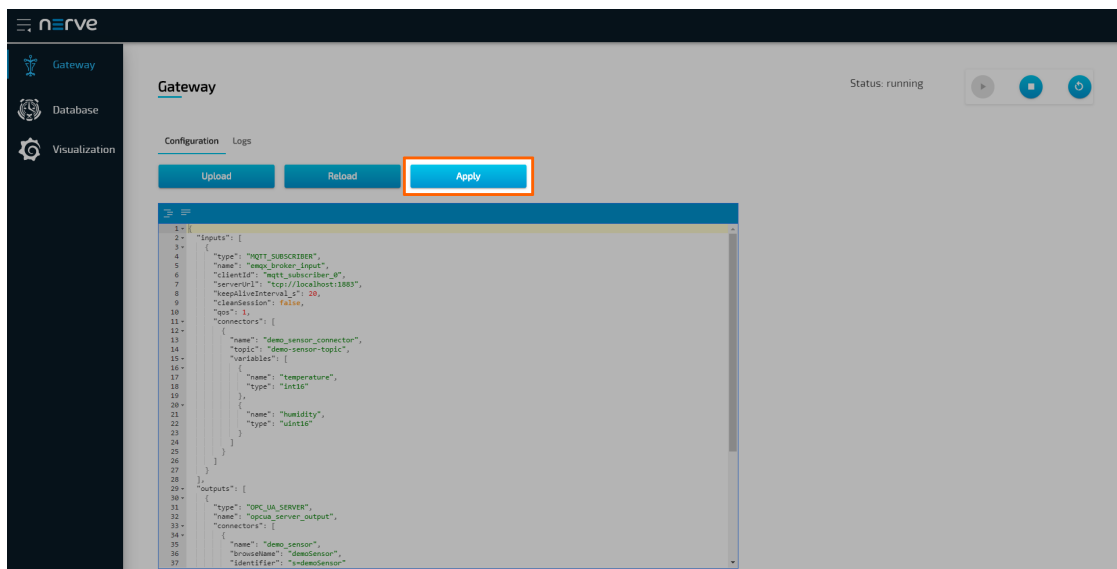 nerve
Gateway
Database
Visualization
Gateway
Status: running
Configuration Logs
Upload Reload Apply
1 {
2 "inputs": [
3 {
4 "type": "MQTT_SUBSCRIBER",
5 "name": "emqx_broker_input",
6 "clientId": "mqtt_subscriber_0",
7 "serverUrl": "tcp://localhost:1883",
8 "keepAliveInterval_s": 20,
9 "cleanSession": false,
10 "qos": 1,
11 "connectors": [
12 {
13 "name": "demo_sensor_connector",
14 "topic": "demo-sensor-topic",
15 "variables": [
16 {
17 "name": "temperature",
18 "type": "int16"
19 },
20 {
21 "name": "humidity",
22 "type": "uint16"
23 }
24 ]
25 }
26 ]
27 }
28 ],
29 "outputs": [
30 {
31 "type": "OPC_UA_SERVER",
32 "name": "opcua_server_output",
33 "connectors": [
34 {
35 "name": "demo_sensor",
36 "browseName": "demoSensor",
37 "identifier": "s=demoSensor"